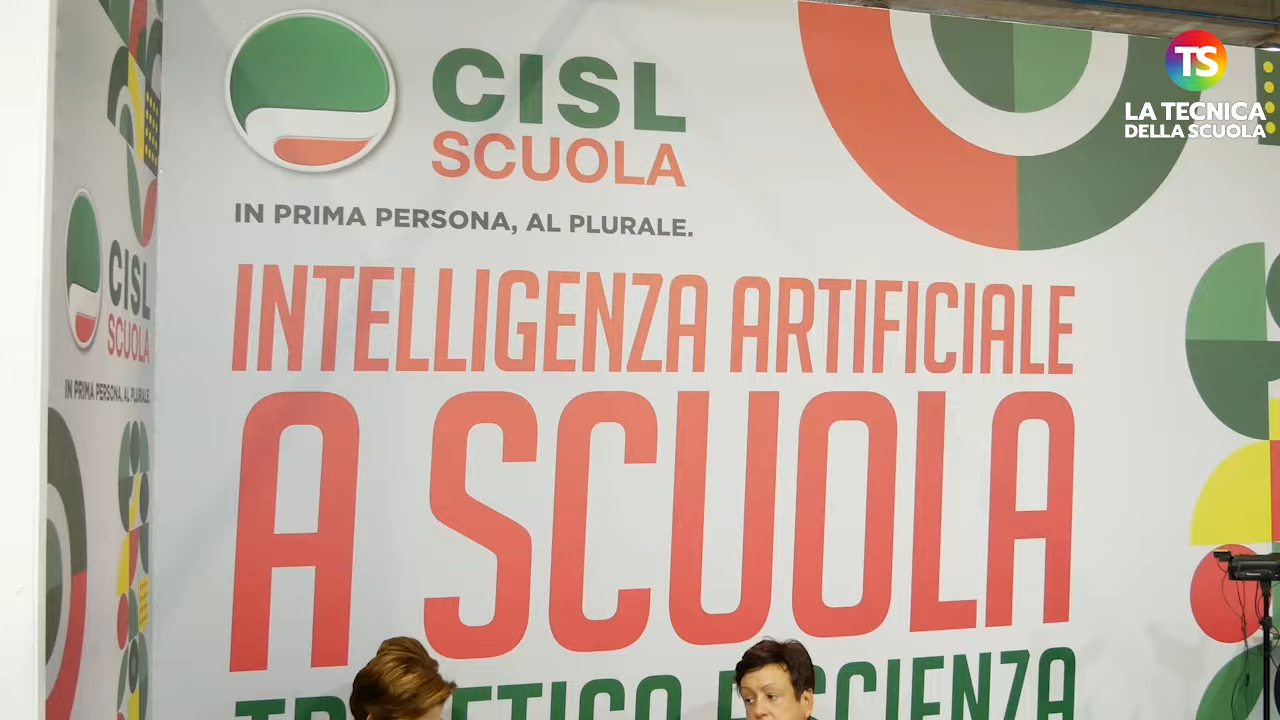 CISL
SCUOLA
IN PRIMA PERSONA, AL PLURALE.
INTELLIGENZA ARTIFICIALE
A SCUOLA
SCIENZA
TS
LA TECNICA
DELLA SCUOLA
CISL
SCUOLA
IN PRIMA PERSONA, AL PLURALE.